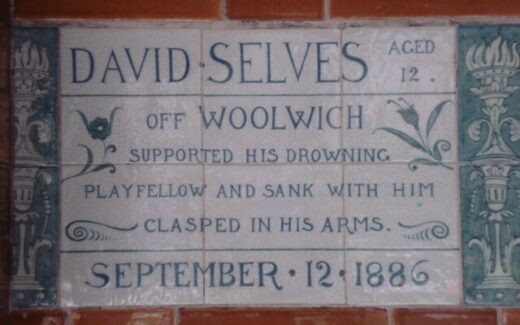 DAVID · SELVES AGED
12 .
OFF WOOLWICH
SUPPORTED HIS DROWNING
PLAYFELLOW AND SANK WITH HIM
CLASPED IN HIS ARMS.
SEPTEMBER · 12 · 1886